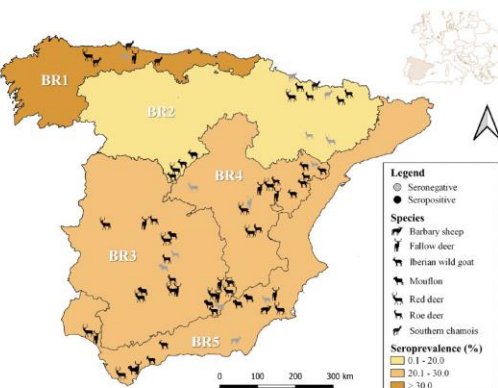 BR1
BR2
BR4
BR3
BR5
Legend
Seronegative
Seropositive
Species
Barbary sheep
Fallow deer
Iberian wild goat
Mouflon
Red deer
Roe deer
Southern chamois
Seroprevalence (%)
0.1 - 20.0
20.1 - 30.0
> 30.0
0 100 200 300 km